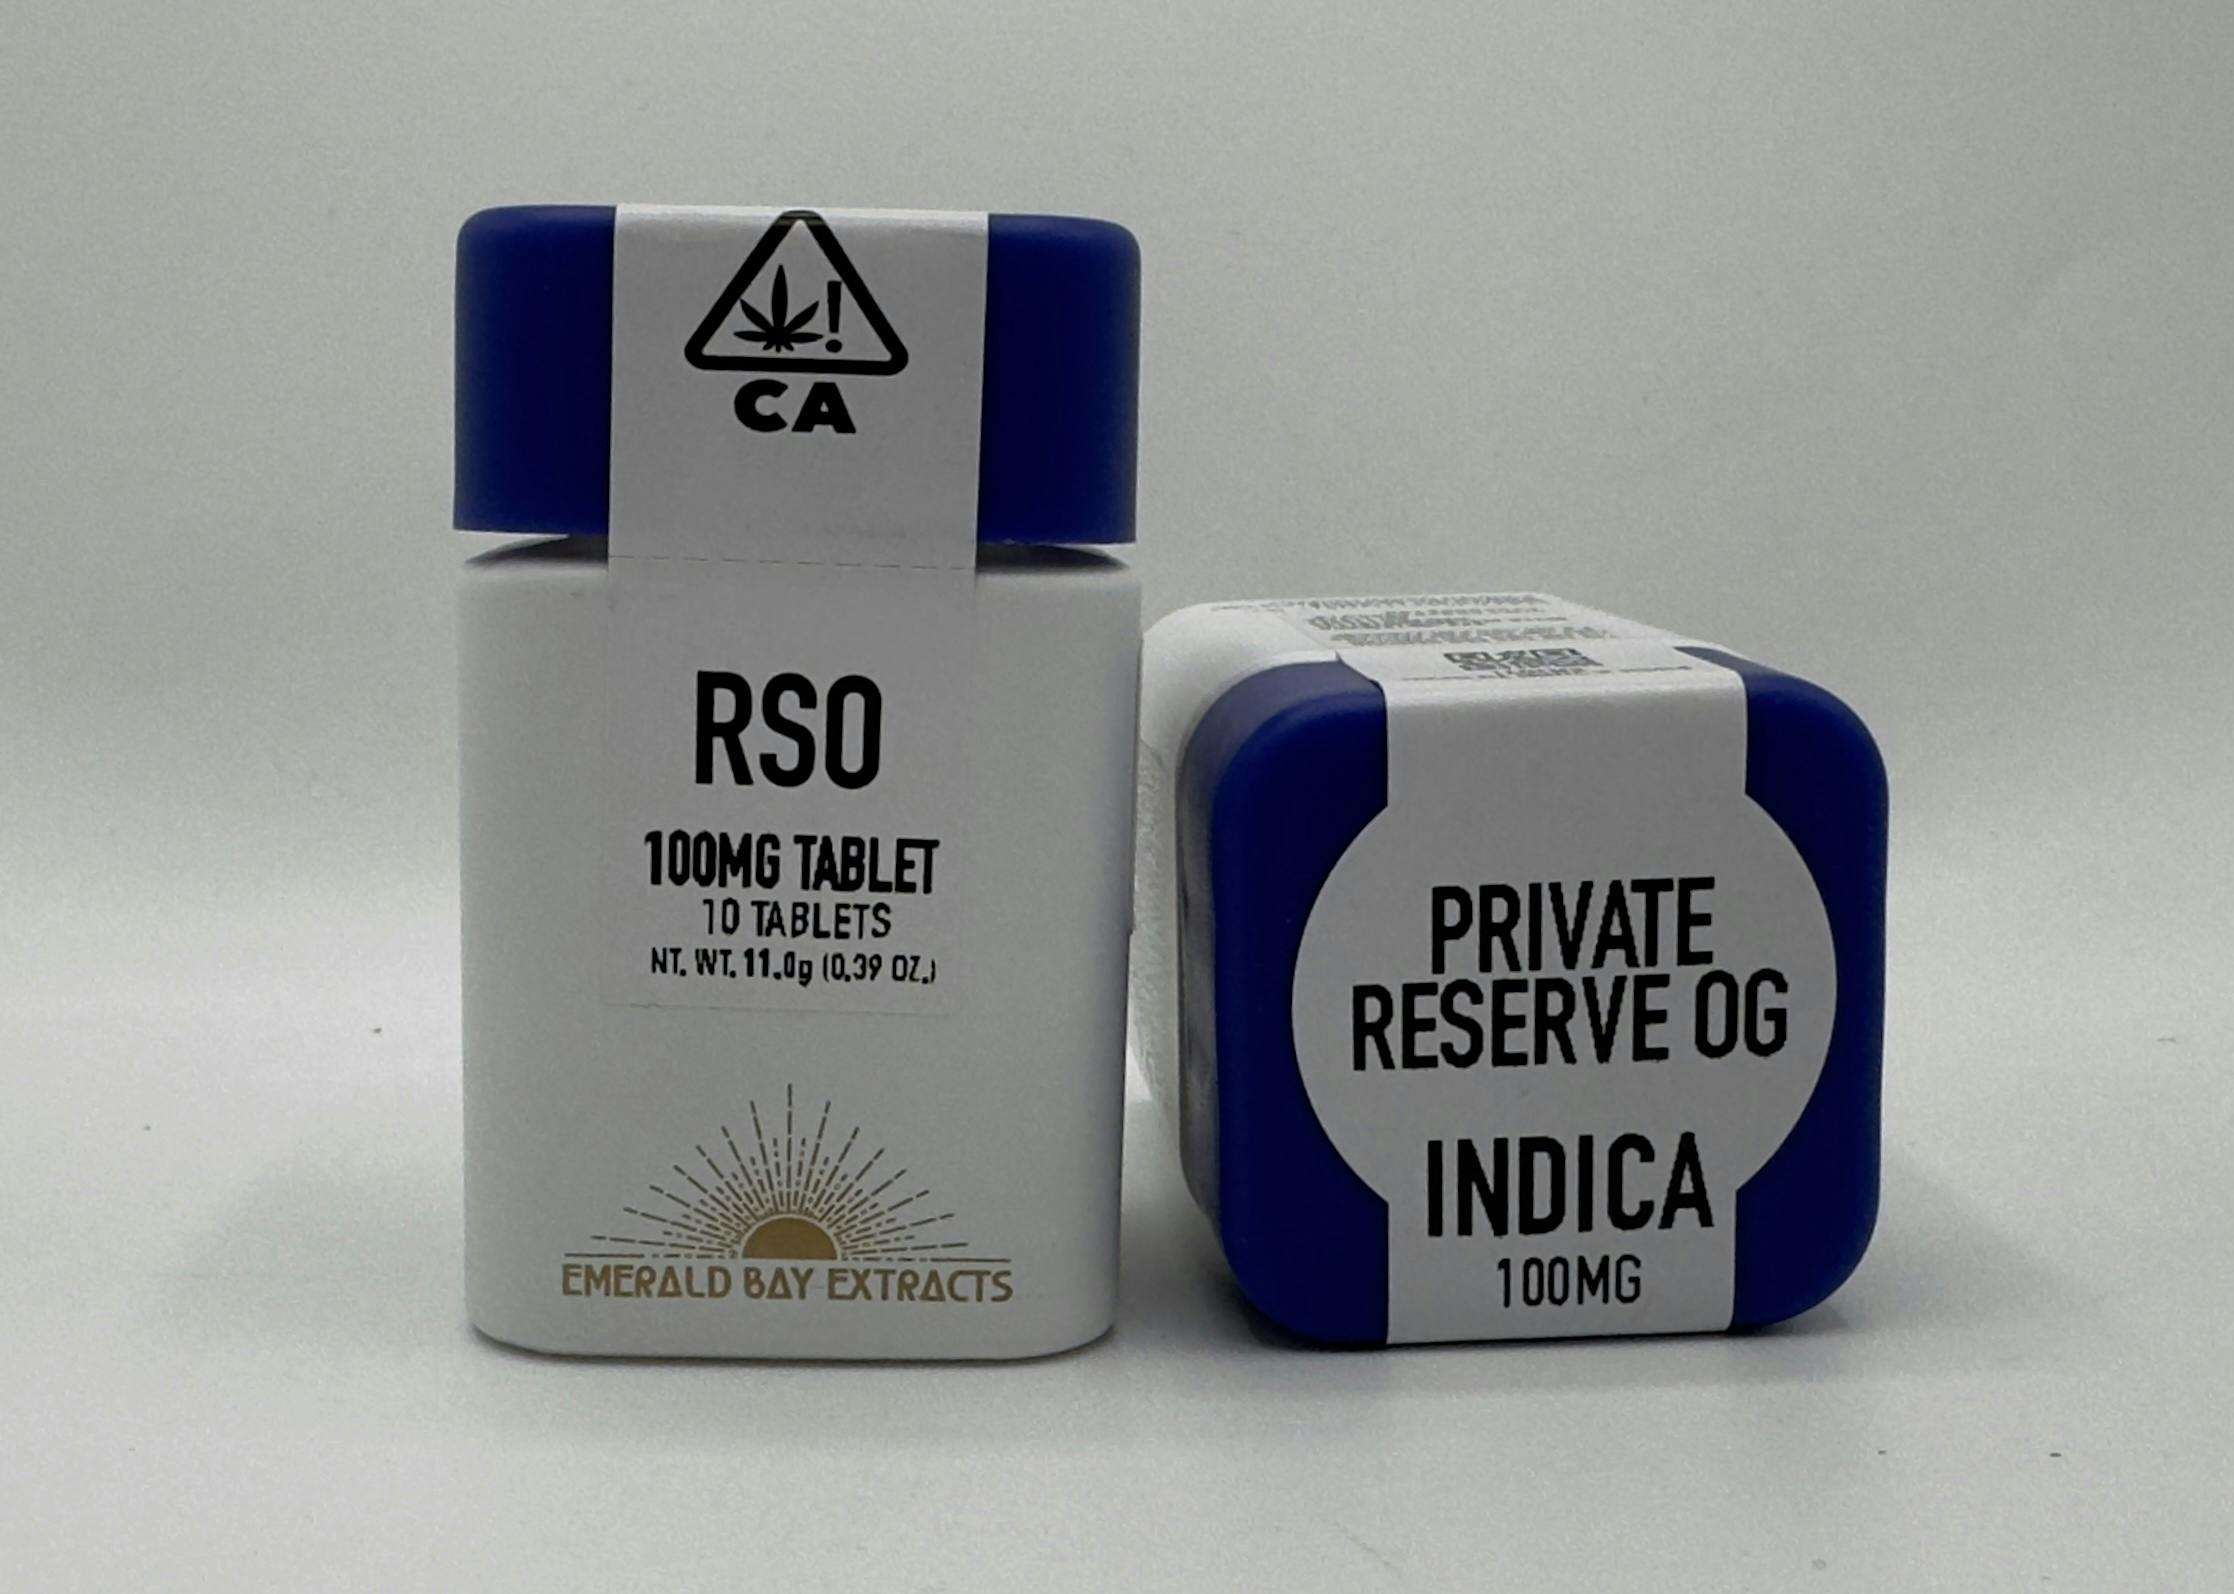 CA
RSO
100MG TABLET
10 TABLETS
NT. WT. 11.0g (0.39 OZ.)
EMERALD BAY EXTRACTS
PRIVATE
RESERVE OG
INDICA
100MG